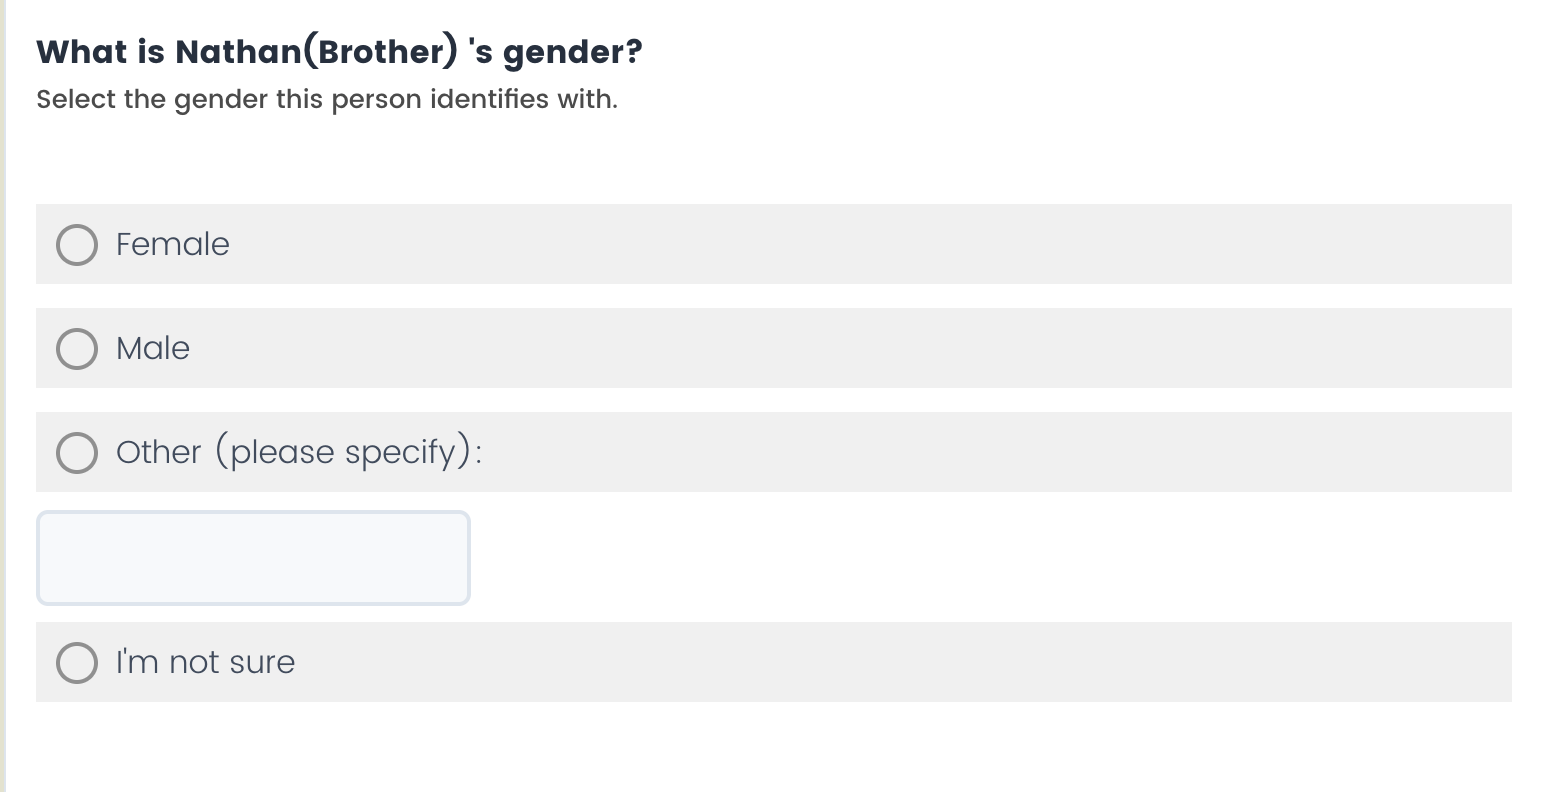 What is Nathan(Brother) 's gender?
Select the gender this person identifies with.
Female
Male
Other (please specify):
I'm not sure